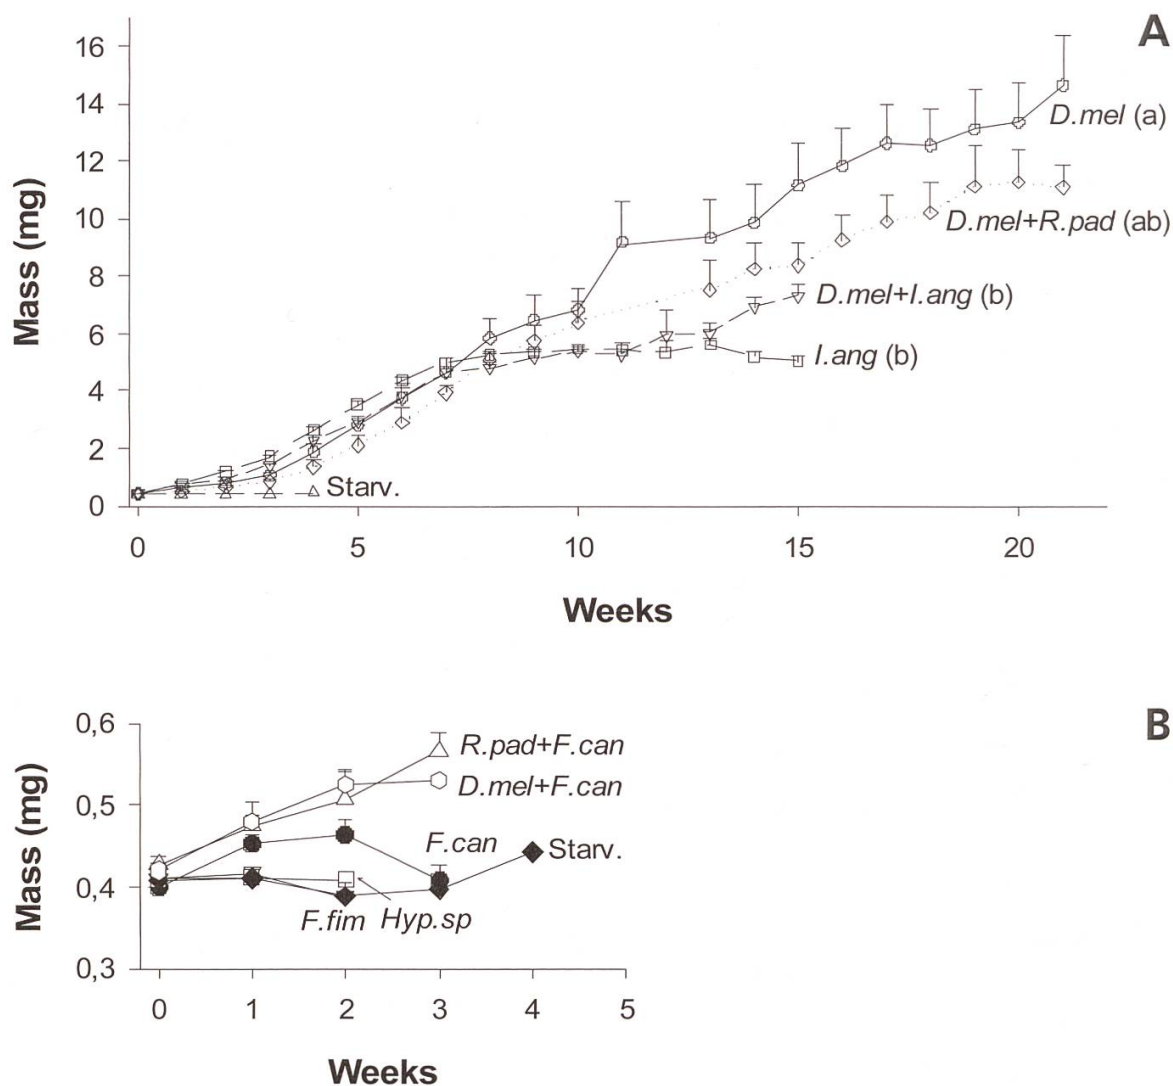 A
16
14
12
10
8
6
4
2
0
Mass (mg)
D.mel (a)
D.mel+R.pad (ab)
D.mel+I.ang (b)
I.ang (b)
Starv.
0 5 10 15 20
Weeks
B
0,6
0,5
0,4
0,3
Mass (mg)
R.pad+F.can
D.mel+F.can
F.can
Starv.
F.fim Hyp.sp
0 1 2 3 4 5
Weeks